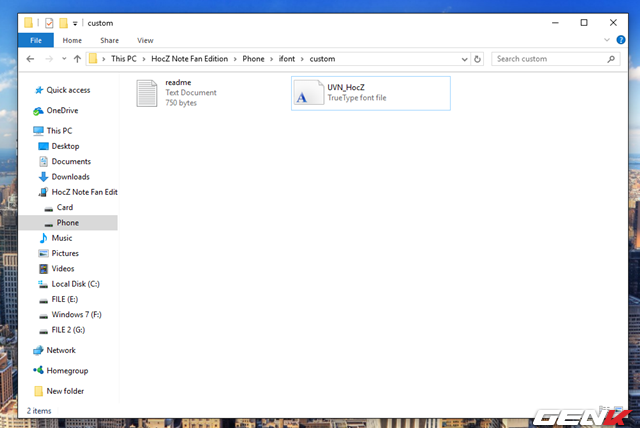 custom
File Home Share View
This PC > HocZ Note Fan Edition > Phone > ifont > custom
Search custom
Quick access
OneDrive
This PC
Desktop
Documents
Downloads
HocZ Note Fan Edit
Card
Phone
Music
Pictures
Videos
Local Disk (C:)
FILE (E:)
Windows 7 (F:)
FILE 2 (G:)
Network
Homegroup
New folder
readme
Text Document
750 bytes
UVN_HocZ
TrueType font file
A
2 items
GENK